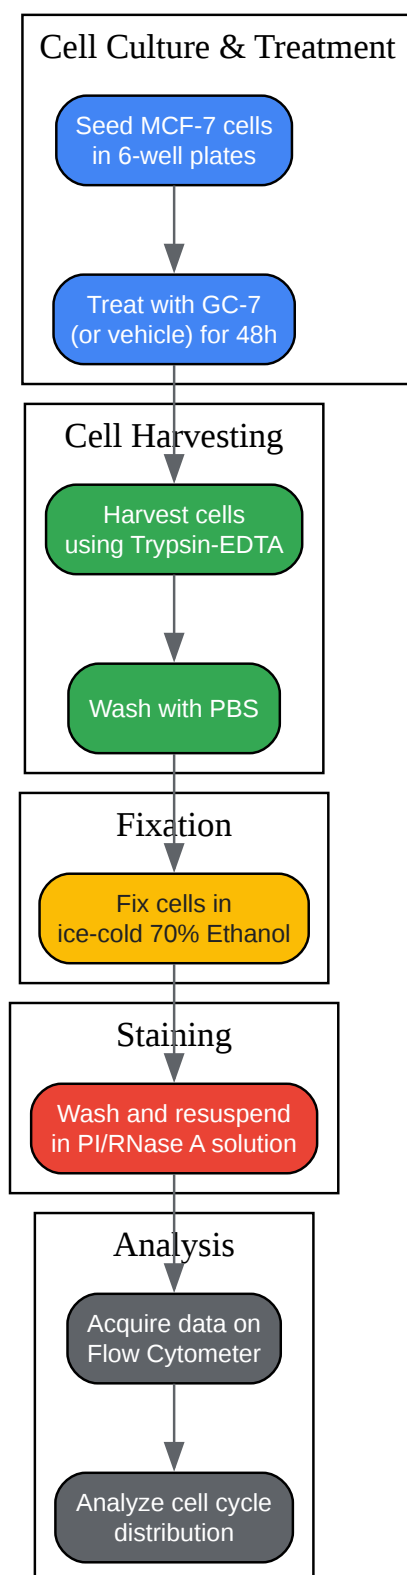 Cell Culture & Treatment
Seed MCF-7 cells
in 6-well plates
Treat with GC-7
(or vehicle) for 48h
Cell Harvesting
Harvest cells
using Trypsin-EDTA
Wash with PBS
Fixation
Fix cells in
ice-cold 70% Ethanol
Staining
Wash and resuspend
in PI/RNase A solution
Analysis
Acquire data on
Flow Cytometer
Analyze cell cycle
distribution